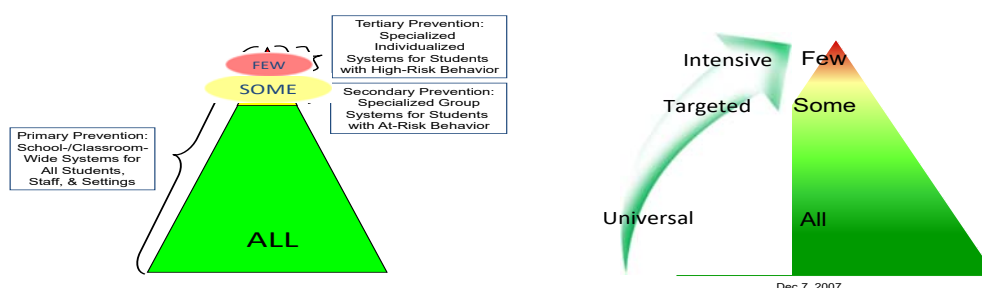 Tertiary Prevention:
Specialized
Individualized
Systems for Students
with High-Risk Behavior
FEW
SOME
Secondary Prevention:
Specialized Group
Systems for Students
with At-Risk Behavior
Primary Prevention:
School-/Classroom-
Wide Systems for
All Students,
Staff, & Settings
ALL
Intensive
Few
Targeted
Some
Universal
All
Dec 7, 2007